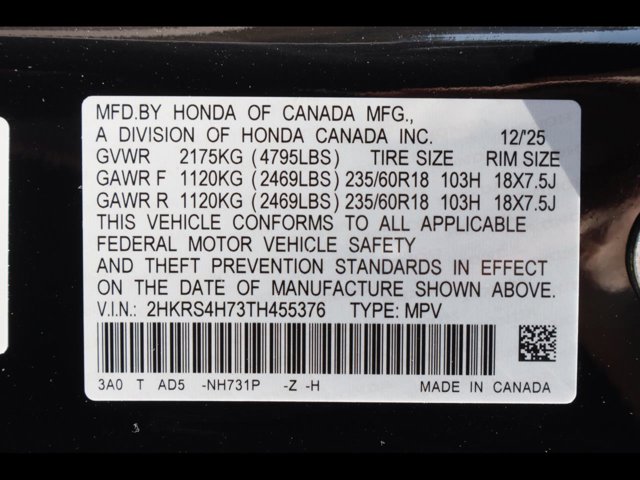 MFD.BY HONDA OF CANADA MFG.,
A DIVISION OF HONDA CANADA INC. 12/'25
GVWR 2175KG (4795LBS) TIRE SIZE RIM SIZE
GAWR F 1120KG (2469LBS) 235/60R18 103H 18X7.5J
GAWR R 1120KG (2469LBS) 235/60R18 103H 18X7.5J
THIS VEHICLE CONFORMS TO ALL APPLICABLE
FEDERAL MOTOR VEHICLE SAFETY
AND THEFT PREVENTION STANDARDS IN EFFECT
ON THE DATE OF MANUFACTURE SHOWN ABOVE.
V.I.N.: 2HKRS4H73TH455376 TYPE: MPV
3A0 T AD5 -NH731P -Z -H MADE IN CANADA